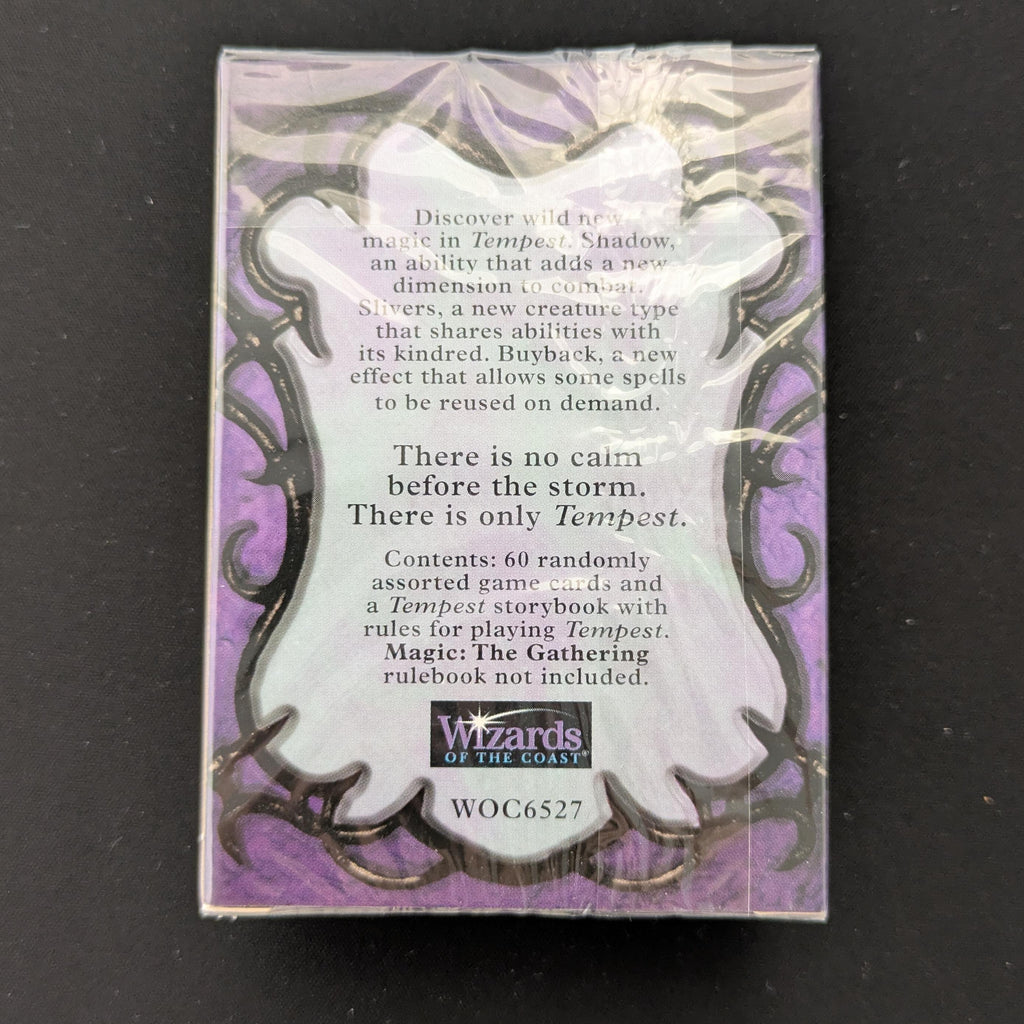 Discover wild new
magic in Tempest. Shadow,
an ability that adds a new
dimension to combat.
Slivers, a new creature type
that shares abilities with
its kindred. Buyback, a new
effect that allows some spells
to be reused on demand.
There is no calm
before the storm.
There is only Tempest.
Contents: 60 randomly
assorted game cards and
a Tempest storybook with
rules for playing Tempest.
Magic: The Gathering
rulebook not included.
Wizards
OF THE COAST®
WOC6527